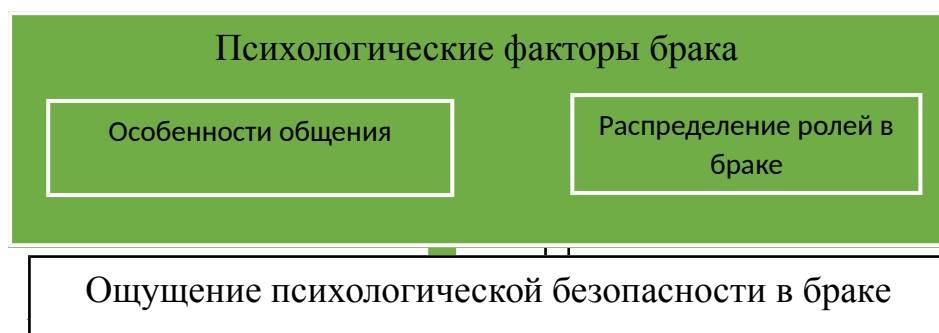 Психологические факторы брака
Особенности общения
Распределение ролей в
браке
Ощущение психологической безопасности в браке